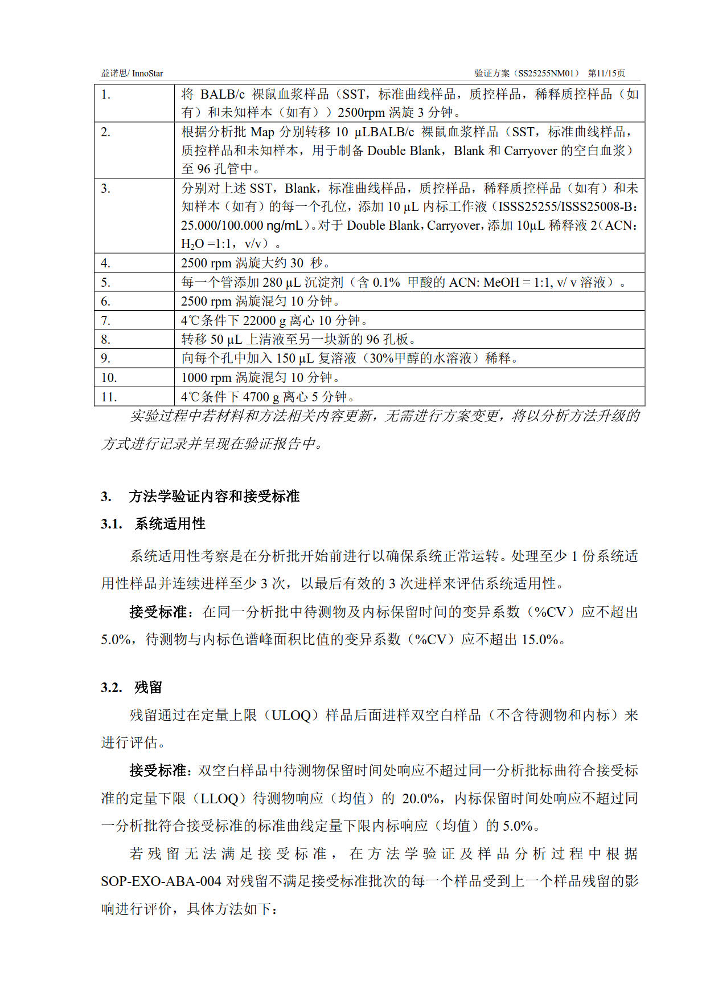 益诺思/ InnoStar 验证方案（SS25255NM01） 第11/15页
1. 将 BALB/c 裸鼠血浆样品（SST，标准曲线样品，质控样品，稀释质控样品（如
有）和未知样本（如有））2500rpm 涡旋 3 分钟。
2. 根据分析批 Map 分别转移 10 µLBALB/c 裸鼠血浆样品（SST，标准曲线样品，
质控样品和未知样本，用于制备 Double Blank，Blank 和 Carryover 的空白血浆）
至 96 孔管中。
3. 分别对上述 SST，Blank，标准曲线样品，质控样品，稀释质控样品（如有）和未
知样本（如有）的每一个孔位，添加 10 µL 内标工作液（ISSS25255/ISSS25008-B：
25.000/100.000 ng/mL）。对于 Double Blank，Carryover，添加 10µL 稀释液 2（ACN：
H₂O =1:1，v/v）。
4. 2500 rpm 涡旋大约 30 秒。
5. 每一个管添加 280 µL 沉淀剂（含 0.1% 甲酸的 ACN: MeOH = 1:1, v/ v 溶液）。
6. 2500 rpm 涡旋混匀 10 分钟。
7. 4℃条件下 22000 g 离心 10 分钟。
8. 转移 50 µL 上清液至另一块新的 96 孔板。
9. 向每个孔中加入 150 µL 复溶液（30%甲醇的水溶液）稀释。
10. 1000 rpm 涡旋混匀 10 分钟。
11. 4℃条件下 4700 g 离心 5 分钟。
实验过程中若材料和方法相关内容更新，无需进行方案变更，将以分析方法升级的
方式进行记录并呈现在验证报告中。
3. 方法学验证内容和接受标准
3.1. 系统适用性
系统适用性考察是在分析批开始前进行以确保系统正常运转。处理至少 1 份系统适
用性样品并连续进样至少 3 次，以最后有效的 3 次进样来评估系统适用性。
接受标准：在同一分析批中待测物及内标保留时间的变异系数（%CV）应不超出
5.0%，待测物与内标色谱峰面积比值的变异系数（%CV）应不超出 15.0%。
3.2. 残留
残留通过在定量上限（ULOQ）样品后面进样双空白样品（不含待测物和内标）来
进行评估。
接受标准：双空白样品中待测物保留时间处响应不超过同一分析批标曲符合接受标
准的定量下限（LLOQ）待测物响应（均值）的 20.0%，内标保留时间处响应不超过同
一分析批符合接受标准的标准曲线定量下限内标响应（均值）的 5.0%。
若残留无法满足接受标准，在方法学验证及样品分析过程中根据
SOP-EXO-ABA-004 对残留不满足接受标准批次的每一个样品受到上一个样品残留的影
响进行评价，具体方法如下：